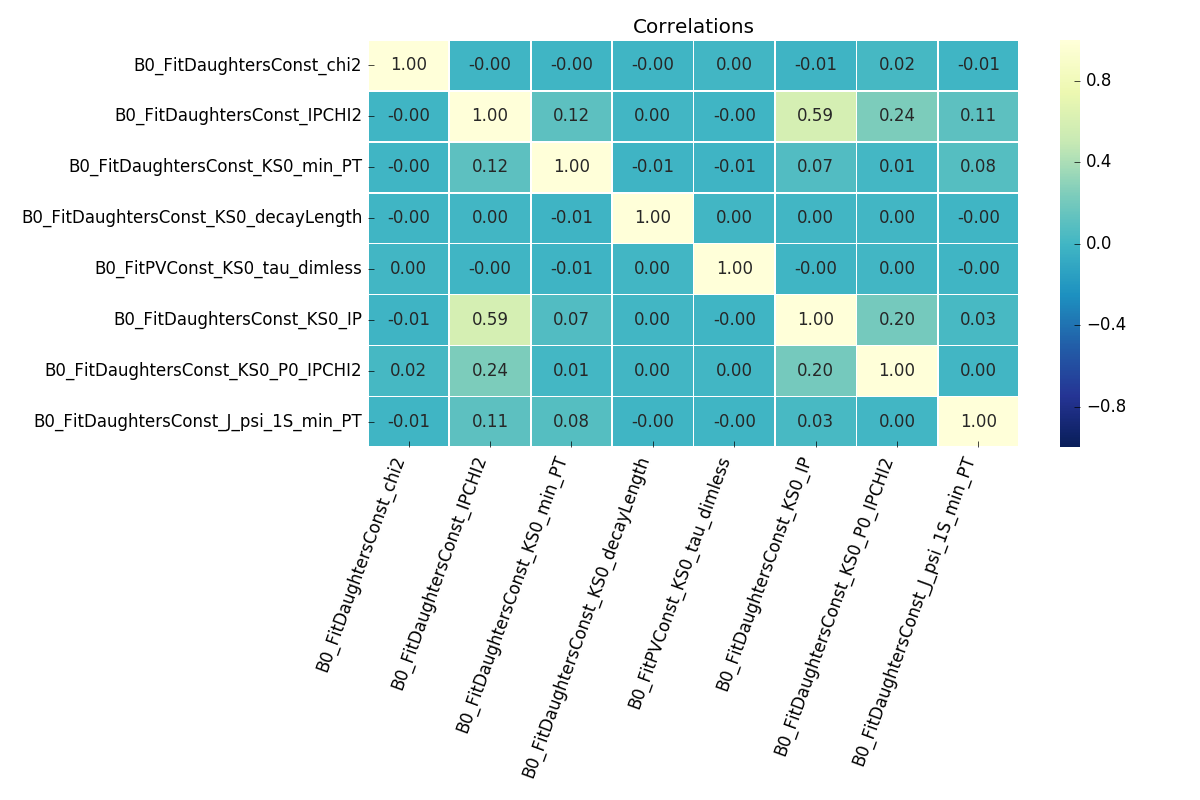 Correlations
B0_FitDaughtersConst_chi2 1.00 -0.00 -0.00 -0.00 0.00 -0.01 0.02 -0.01
B0_FitDaughtersConst_IPCHI2 -0.00 1.00 0.12 0.00 -0.00 0.59 0.24 0.11
B0_FitDaughtersConst_KS0_min_PT -0.00 0.12 1.00 -0.01 -0.01 0.07 0.01 0.08
B0_FitDaughtersConst_KS0_decayLength -0.00 0.00 -0.01 1.00 0.00 0.00 0.00 -0.00
B0_FitPVConst_KS0_tau_dimless 0.00 -0.00 -0.01 0.00 1.00 -0.00 0.00 -0.00
B0_FitDaughtersConst_KS0_IP -0.01 0.59 0.07 0.00 -0.00 1.00 0.20 0.03
B0_FitDaughtersConst_KS0_P0_IPCHI2 0.02 0.24 0.01 0.00 0.00 0.20 1.00 0.00
B0_FitDaughtersConst_J_psi_1S_min_PT -0.01 0.11 0.08 -0.00 -0.00 0.03 0.00 1.00
B0_FitDaughtersConst_chi2
B0_FitDaughtersConst_IPCHI2
B0_FitDaughtersConst_KS0_min_PT
B0_FitDaughtersConst_KS0_decayLength
B0_FitPVConst_KS0_tau_dimless
B0_FitDaughtersConst_KS0_IP
B0_FitDaughtersConst_KS0_P0_IPCHI2
B0_FitDaughtersConst_J_psi_1S_min_PT
0.8
0.4
0.0
−0.4
−0.8